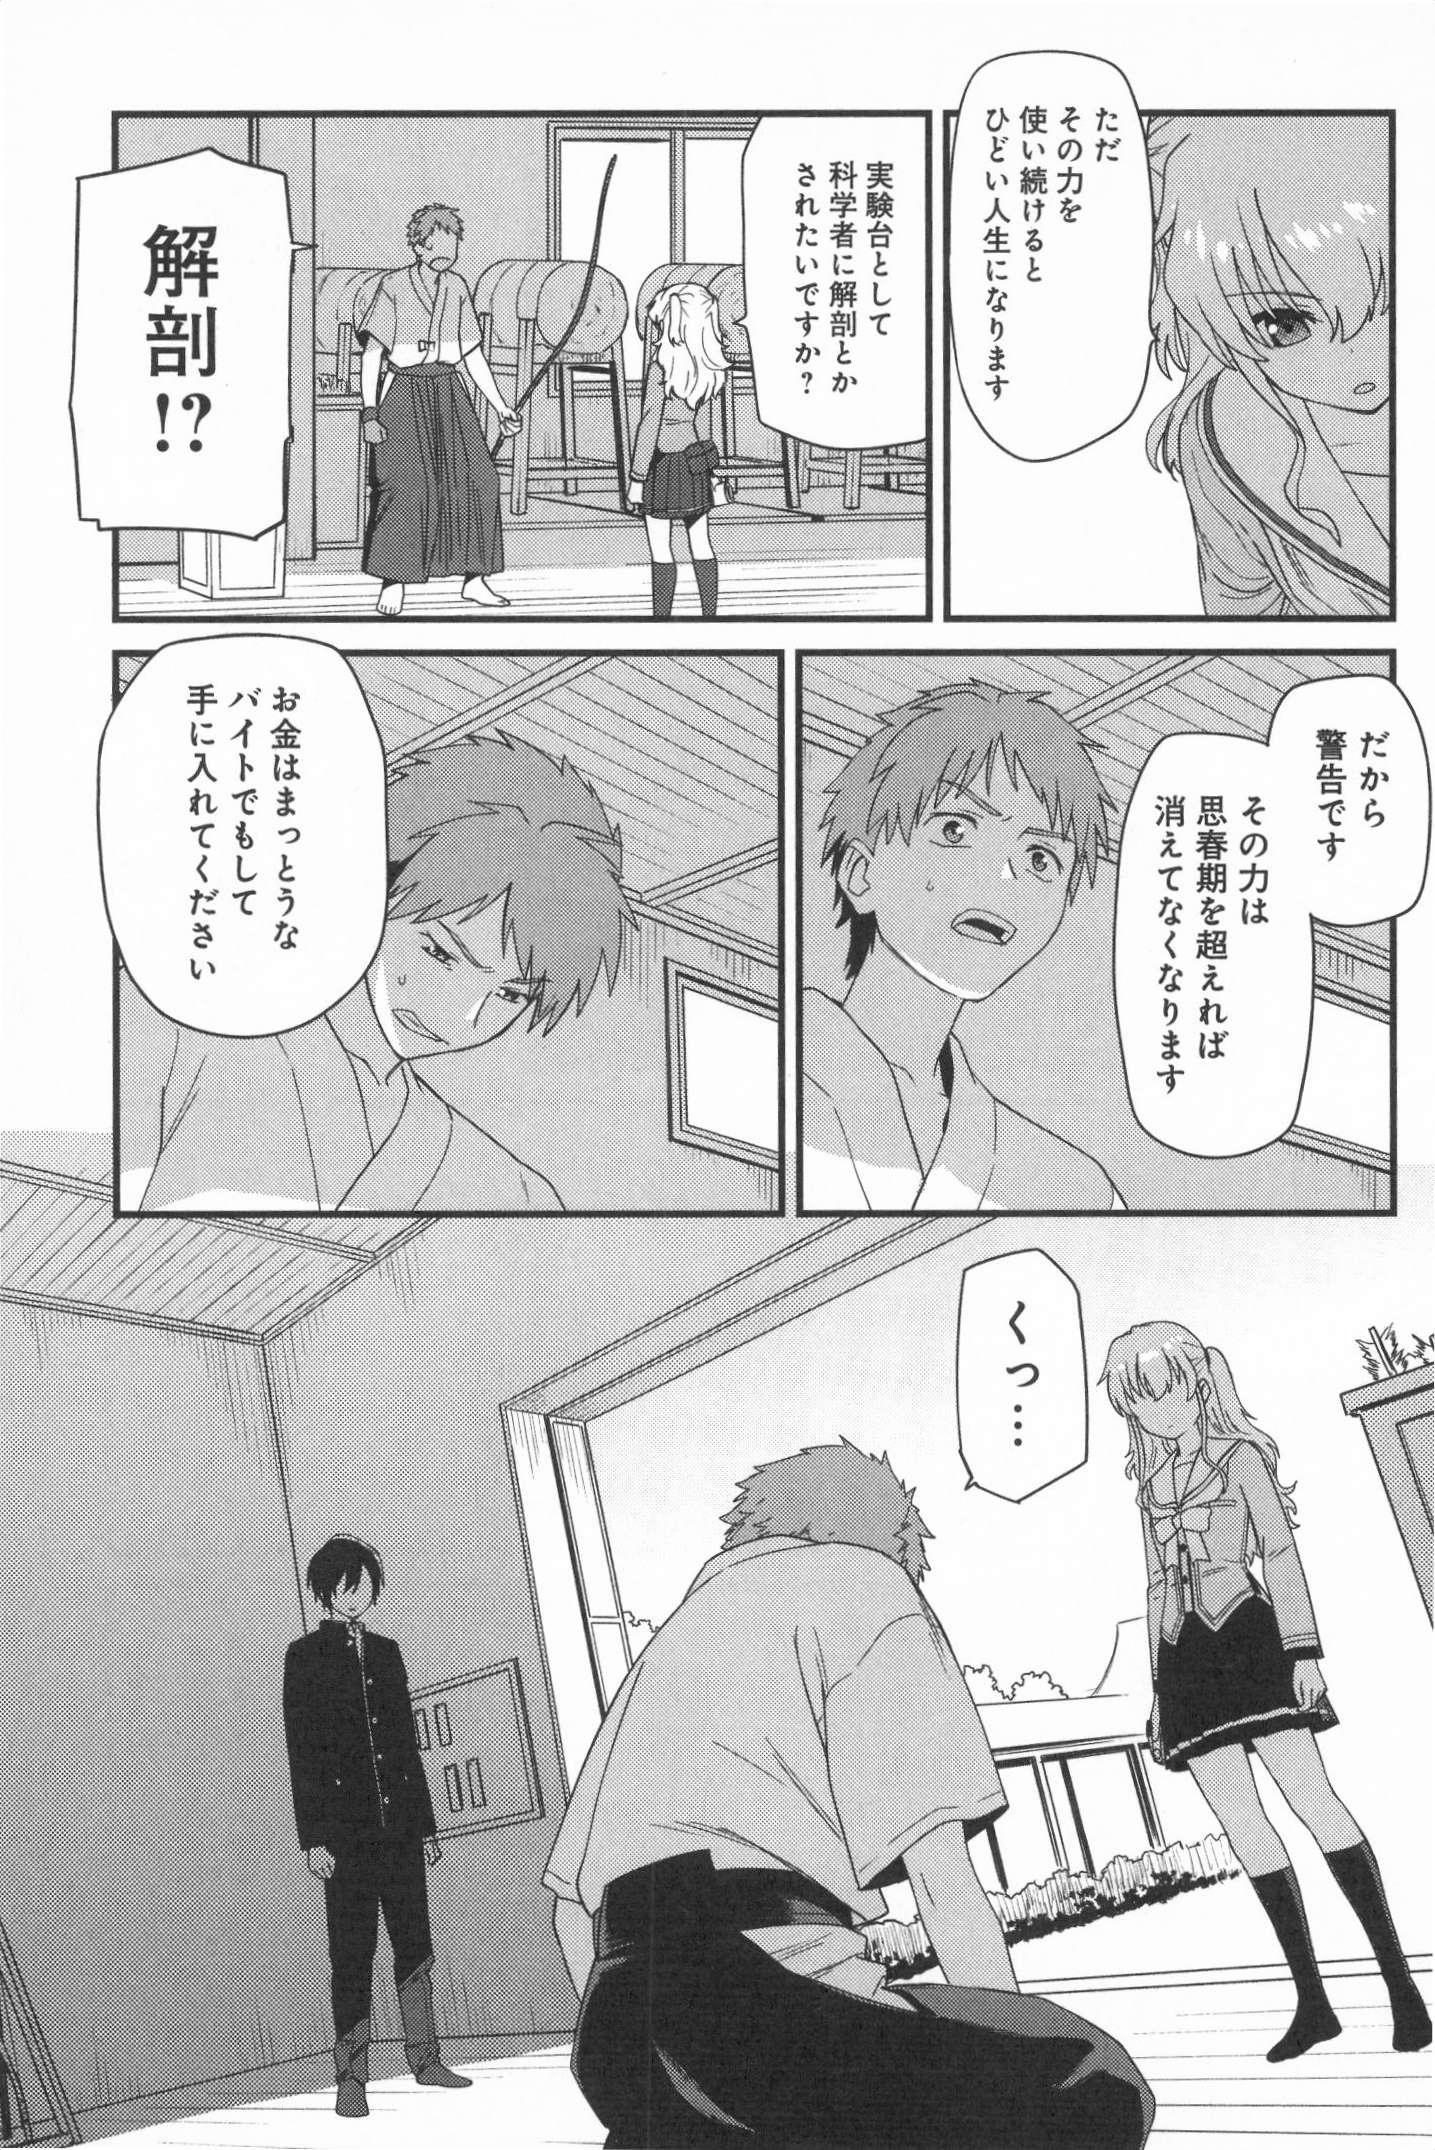 ただ
その力を
使い続けると
ひどい人生になります
実験台として
科学者に解剖とか
されたいですか?
解剖!?
だから
警告です
その力は
思春期を超えれば
消えてなくなります
お金はまっとうな
バイトでもして
手に入れてください
くっ…